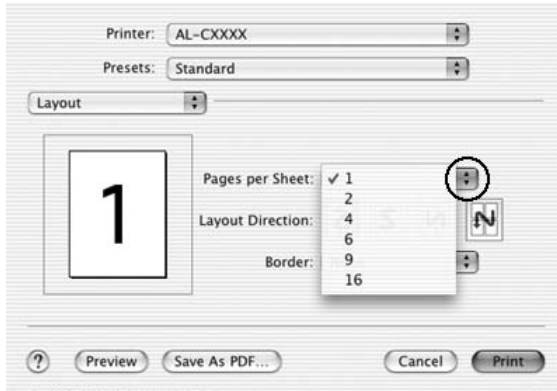 Printer: AL-CXXXX
Presets: Standard
Layout
1
Pages per Sheet: ✓ 1
2
Layout Direction: 4
6
Border: 9
16
? Preview Save As PDF... Cancel Print